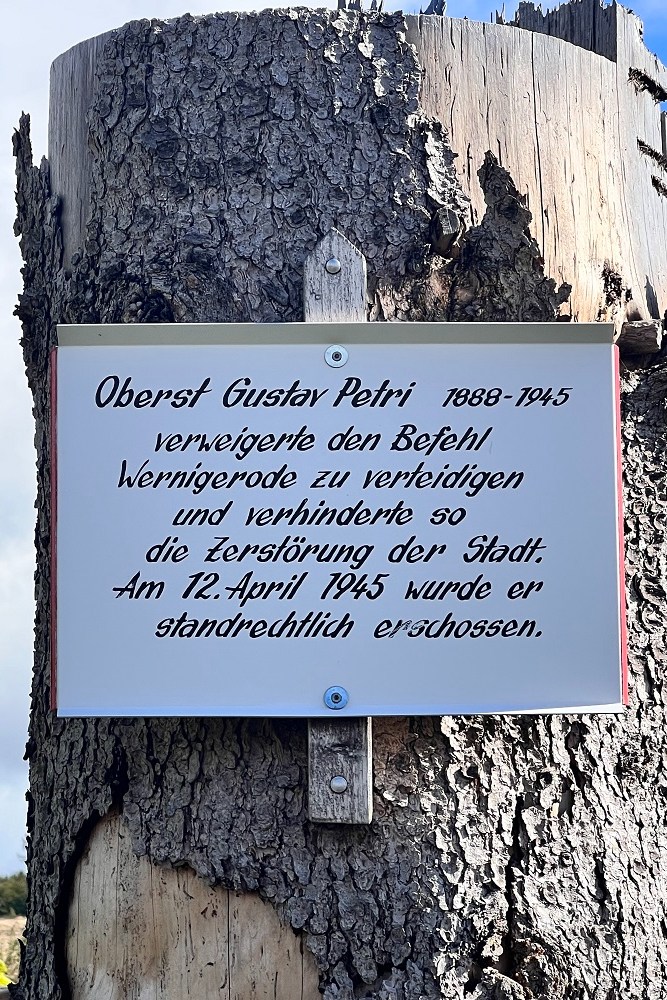 Oberst Gustav Petri 1888-1945
verweigerte den Befehl
Wernigerode zu verteidigen
und verhinderte so
die Zerstörung der Stadt.
Am 12. April 1945 wurde er
standrechtlich erschossen.